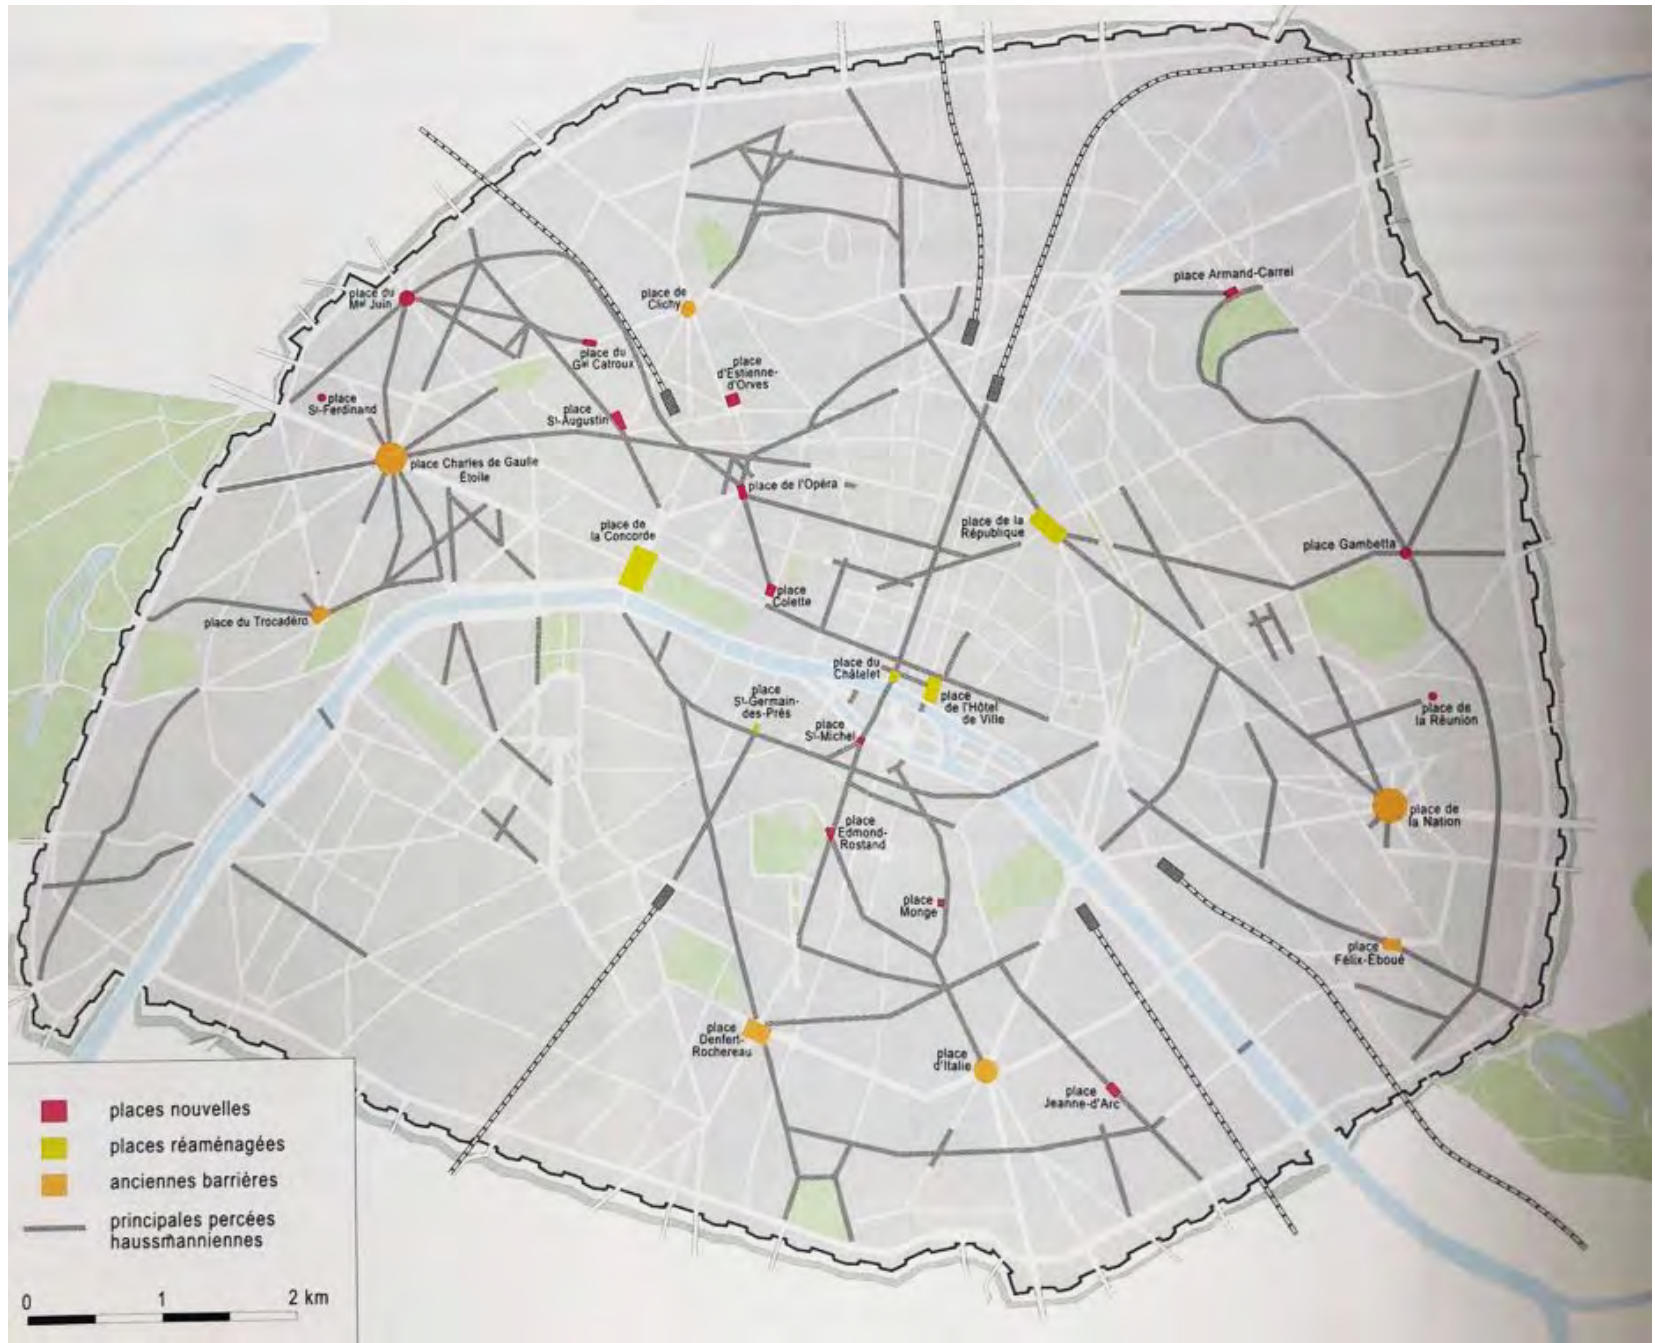 place Armand-Carrel
place du
Mal Juin
place de
Clichy
place du
Gal Catroux
place
d'Estienne-
d'Orves
place
St-Ferdinand
place
St-Augustin
place Charles de Gaulle
Étoile
place de l'Opéra
place de
la Concorde
place de la
République
place Gambetta
place
Colette
place du Trocadéro
place du
Châtelet
place
de l'Hôtel
de Ville
place
St-Germain-
des-Prés
place
St-Michel
place de
la Réunion
place
Edmond-
Rostand
place de
la Nation
place
Monge
place
Félix-Éboué
place
Denfert-
Rochereau
place
d'Italie
place
Jeanne-d'Arc
places nouvelles
places réaménagées
anciennes barrières
principales percées
haussmanniennes
0 1 2 km